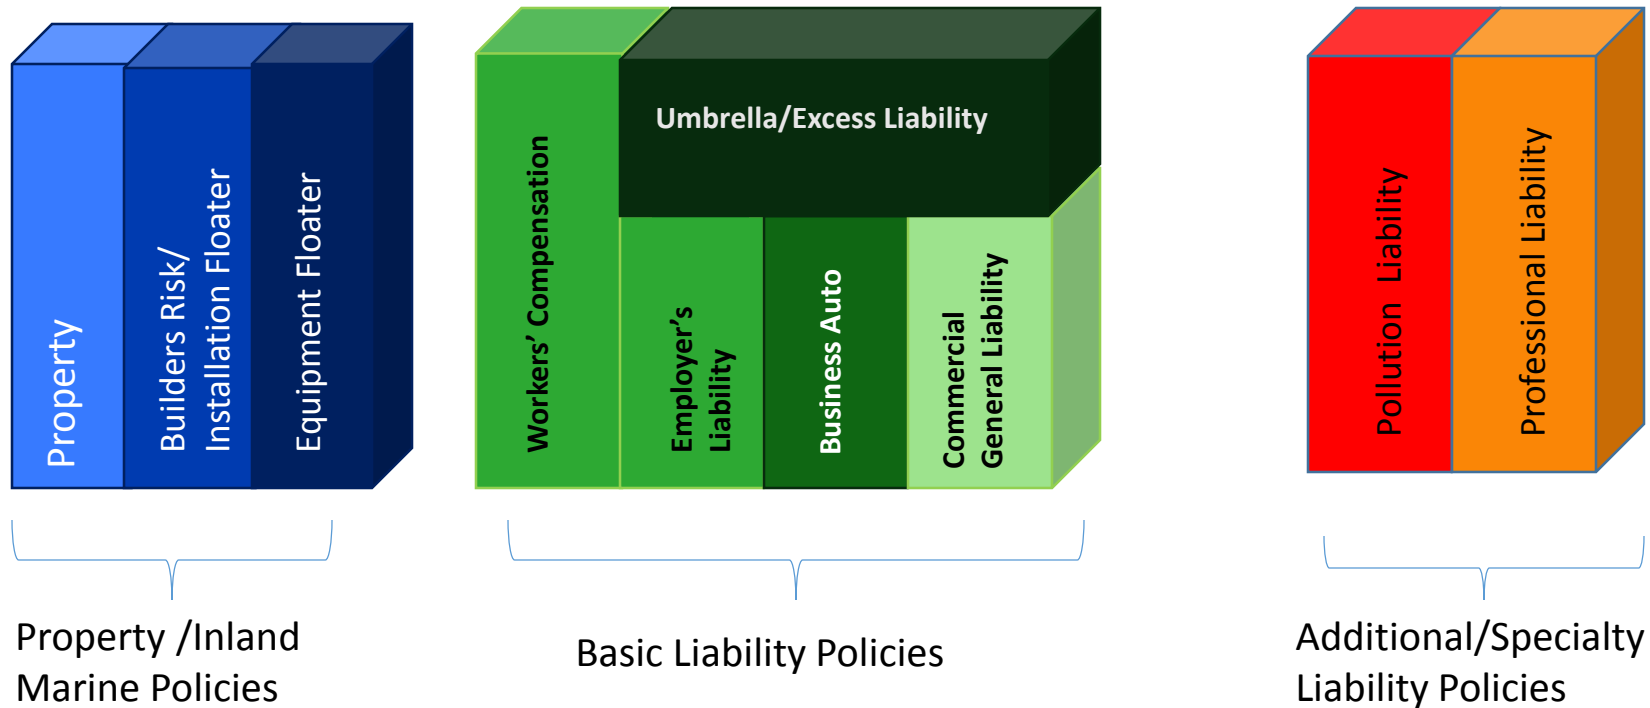 Property
Builders Risk/
Installation Floater
Equipment Floater
Property /Inland
Marine Policies
Workers’ Compensation
Umbrella/Excess Liability
Employer’s
Liability
Business Auto
Commercial
General Liability
Basic Liability Policies
Pollution Liability
Professional Liability
Additional/Specialty
Liability Policies